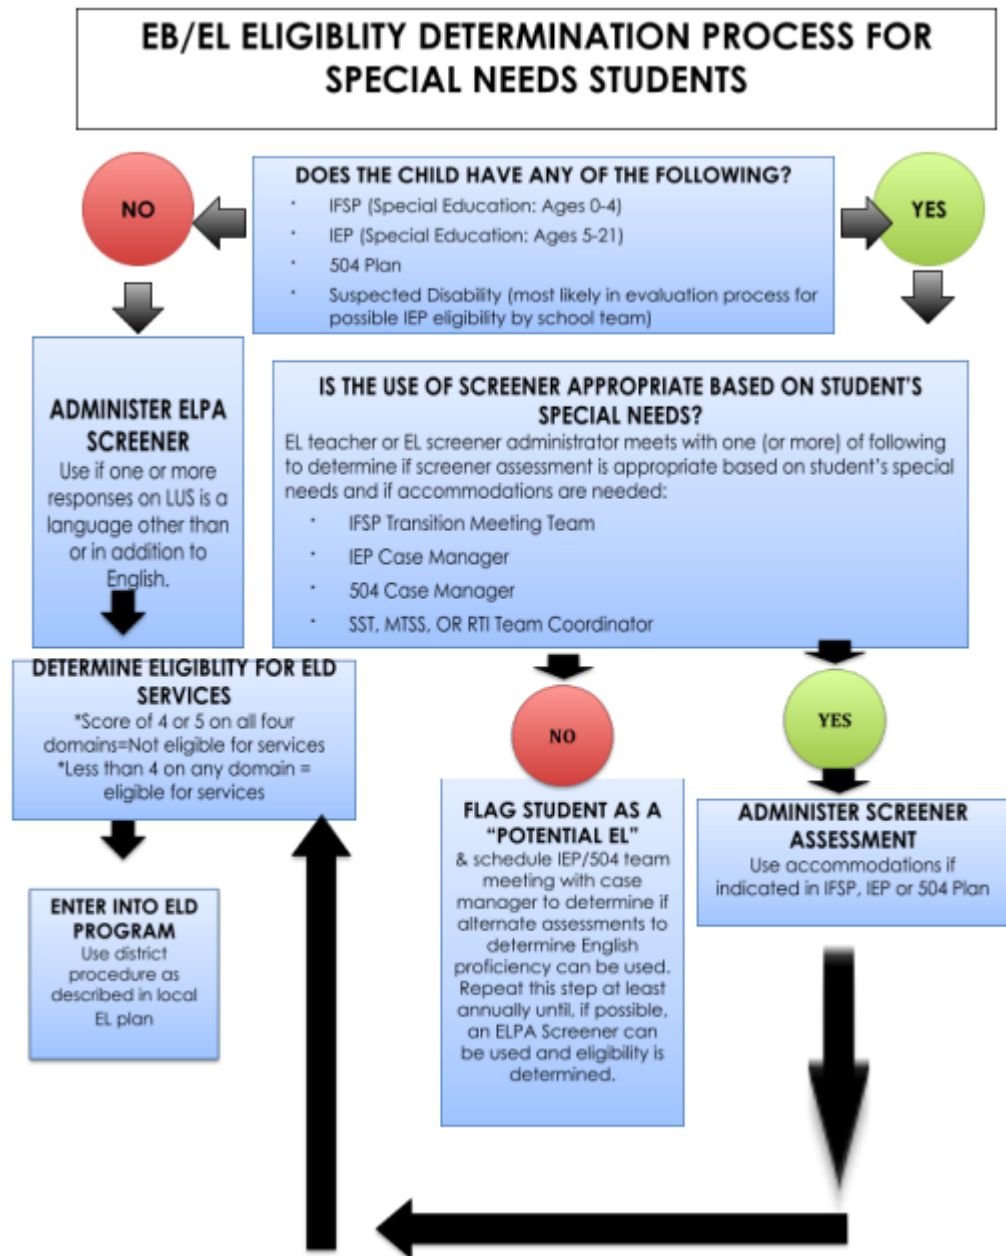 EB/EL ELIGIBLITY DETERMINATION PROCESS FOR
SPECIAL NEEDS STUDENTS
NO
DOES THE CHILD HAVE ANY OF THE FOLLOWING?
· IFSP (Special Education: Ages 0-4)
· IEP (Special Education: Ages 5-21)
· 504 Plan
· Suspected Disability (most likely in evaluation process for
possible IEP eligibility by school team)
YES
ADMINISTER ELPA
SCREENER
Use if one or more
responses on LUS is a
language other than
or in addition to
English.
IS THE USE OF SCREENER APPROPRIATE BASED ON STUDENT'S
SPECIAL NEEDS?
EL teacher or EL screener administrator meets with one (or more) of following
to determine if screener assessment is appropriate based on student's special
needs and if accommodations are needed:
· IFSP Transition Meeting Team
· IEP Case Manager
· 504 Case Manager
· SST, MTSS, OR RTI Team Coordinator
DETERMINE ELIGIBLITY FOR ELD
SERVICES
*Score of 4 or 5 on all four
domains=Not eligible for services
*Less than 4 on any domain =
eligible for services
NO
YES
FLAG STUDENT AS A
"POTENTIAL EL"
& schedule IEP/504 team
meeting with case
manager to determine if
alternate assessments to
determine English
proficiency can be used.
Repeat this step at least
annually until, if possible,
an ELPA Screener can
be used and eligibility is
determined.
ADMINISTER SCREENER
ASSESSMENT
Use accommodations if
indicated in IFSP, IEP or 504 Plan
ENTER INTO ELD
PROGRAM
Use district
procedure as
described in local
EL plan